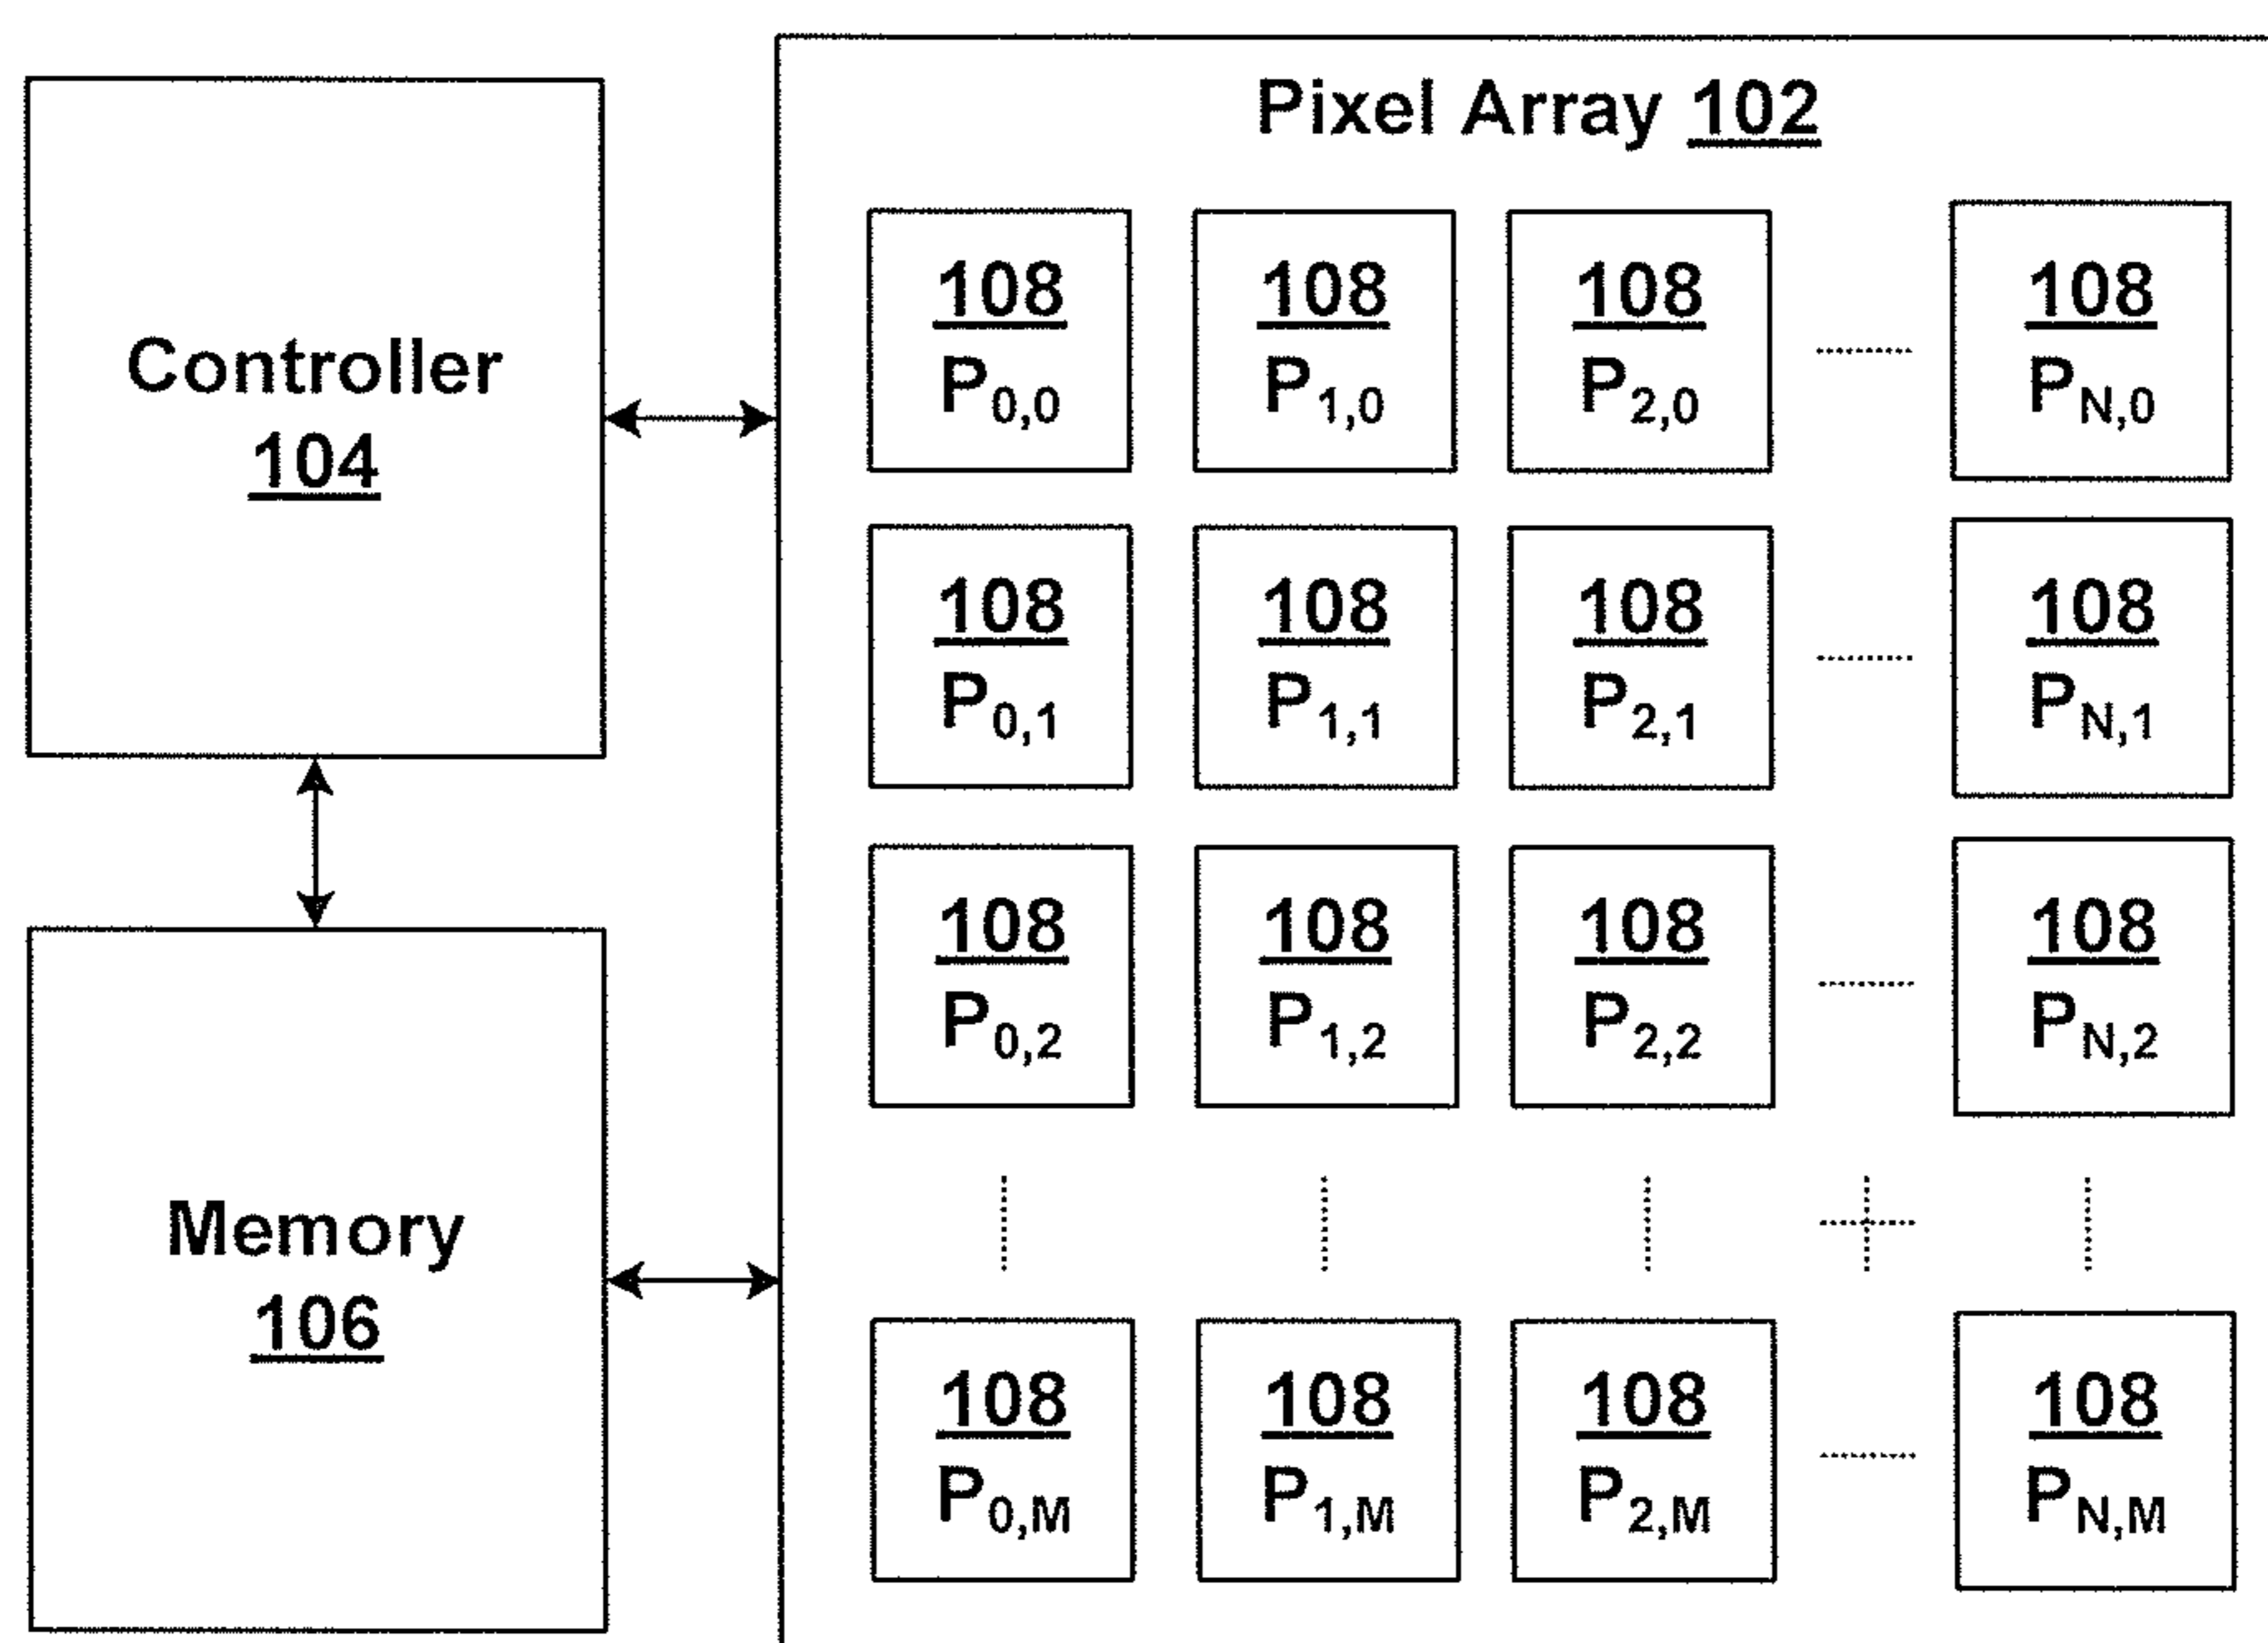 Pixel Array 102
Controller
104
108 108 108 108
P0,0 P1,0 P2,0 PN,0
108 108 108 108
P0,1 P1,1 P2,1 PN,1
Memory
106
108 108 108 108
P0,2 P1,2 P2,2 PN,2
108 108 108 108
P0,M P1,M P2,M PN,M